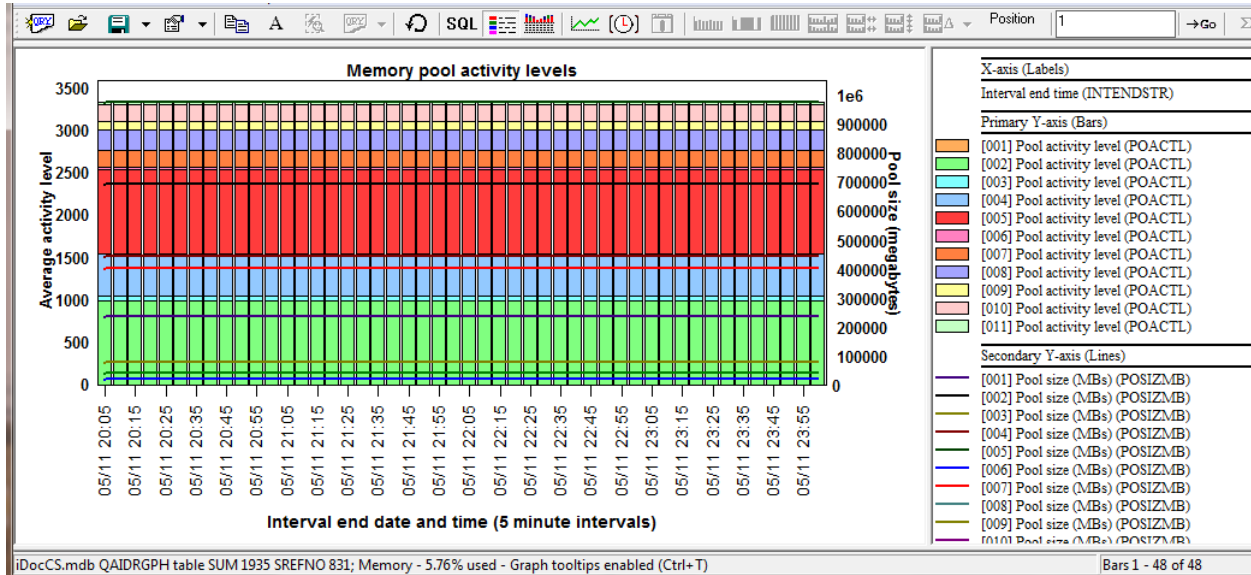 QRY
A
QRY
SQL
Position
1
→Go
Σ
Memory pool activity levels
Average activity level
3500
3000
2500
2000
1500
1000
500
0
1e6
900000
800000
700000
600000
500000
400000
300000
200000
100000
0
Pool size (megabytes)
05/11 20:05
05/11 20:15
05/11 20:25
05/11 20:35
05/11 20:45
05/11 20:55
05/11 21:05
05/11 21:14
05/11 21:25
05/11 21:35
05/11 21:45
05/11 21:55
05/11 22:05
05/11 22:15
05/11 22:25
05/11 22:35
05/11 22:45
05/11 22:55
05/11 23:05
05/11 23:15
05/11 23:25
05/11 23:35
05/11 23:45
05/11 23:55
Interval end date and time (5 minute intervals)
X-axis (Labels)
Interval end time (INTENDSTR)
Primary Y-axis (Bars)
[001] Pool activity level (POACTL)
[002] Pool activity level (POACTL)
[003] Pool activity level (POACTL)
[004] Pool activity level (POACTL)
[005] Pool activity level (POACTL)
[006] Pool activity level (POACTL)
[007] Pool activity level (POACTL)
[008] Pool activity level (POACTL)
[009] Pool activity level (POACTL)
[010] Pool activity level (POACTL)
[011] Pool activity level (POACTL)
Secondary Y-axis (Lines)
[001] Pool size (MBs) (POSIZMB)
[002] Pool size (MBs) (POSIZMB)
[003] Pool size (MBs) (POSIZMB)
[004] Pool size (MBs) (POSIZMB)
[005] Pool size (MBs) (POSIZMB)
[006] Pool size (MBs) (POSIZMB)
[007] Pool size (MBs) (POSIZMB)
[008] Pool size (MBs) (POSIZMB)
[009] Pool size (MBs) (POSIZMB)
[010] Pool size (MBs) (POSIZMB)
iDocCS.mdb QAIDRGPH table SUM 1935 SREFNO 831; Memory - 5.76% used - Graph tooltips enabled (Ctrl+T)
Bars 1 - 48 of 48